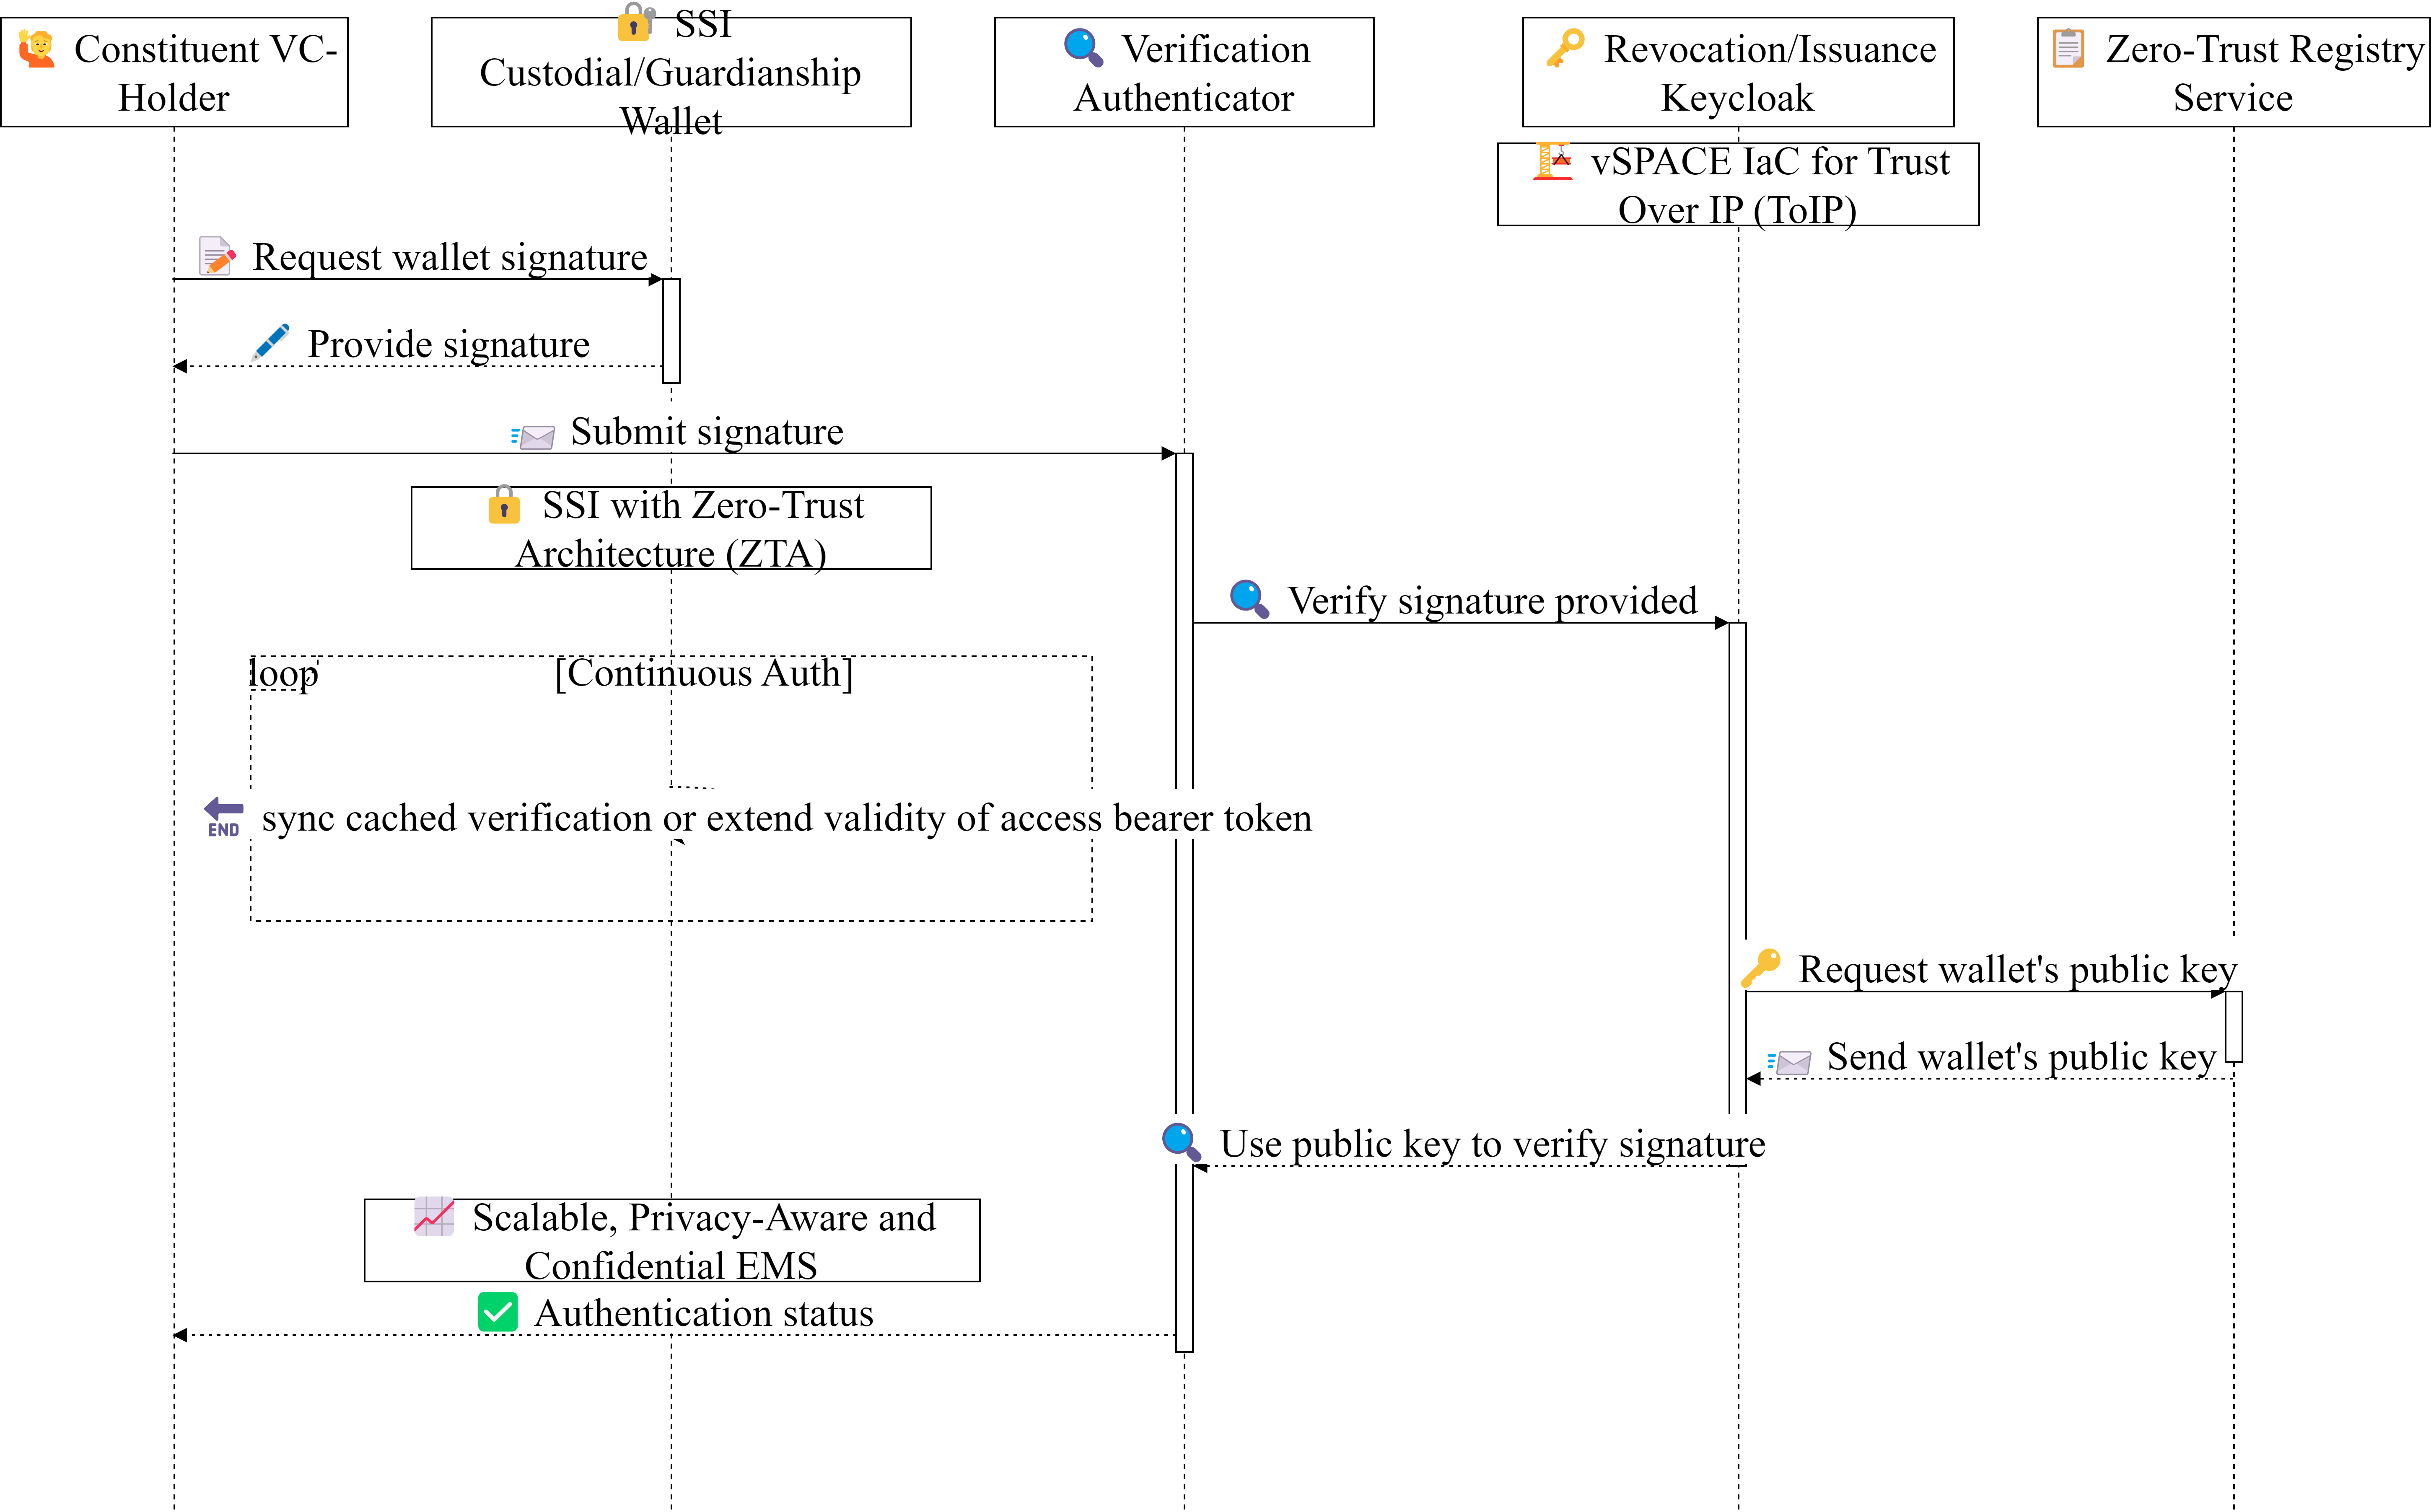 Constituent VC-
Holder
SSI
Custodial/Guardianship
Wallet
Verification
Authenticator
Revocation/Issuance
Keycloak
Zero-Trust Registry
Service
vSPACE IaC for Trust
Over IP (ToIP)
Request wallet signature
Provide signature
Submit signature
SSI with Zero-Trust
Architecture (ZTA)
Verify signature provided
loop
[Continuous Auth]
END
sync cached verification or extend validity of access bearer token
Request wallet's public key
Send wallet's public key
Use public key to verify signature
Scalable, Privacy-Aware and
Confidential EMS
Authentication status